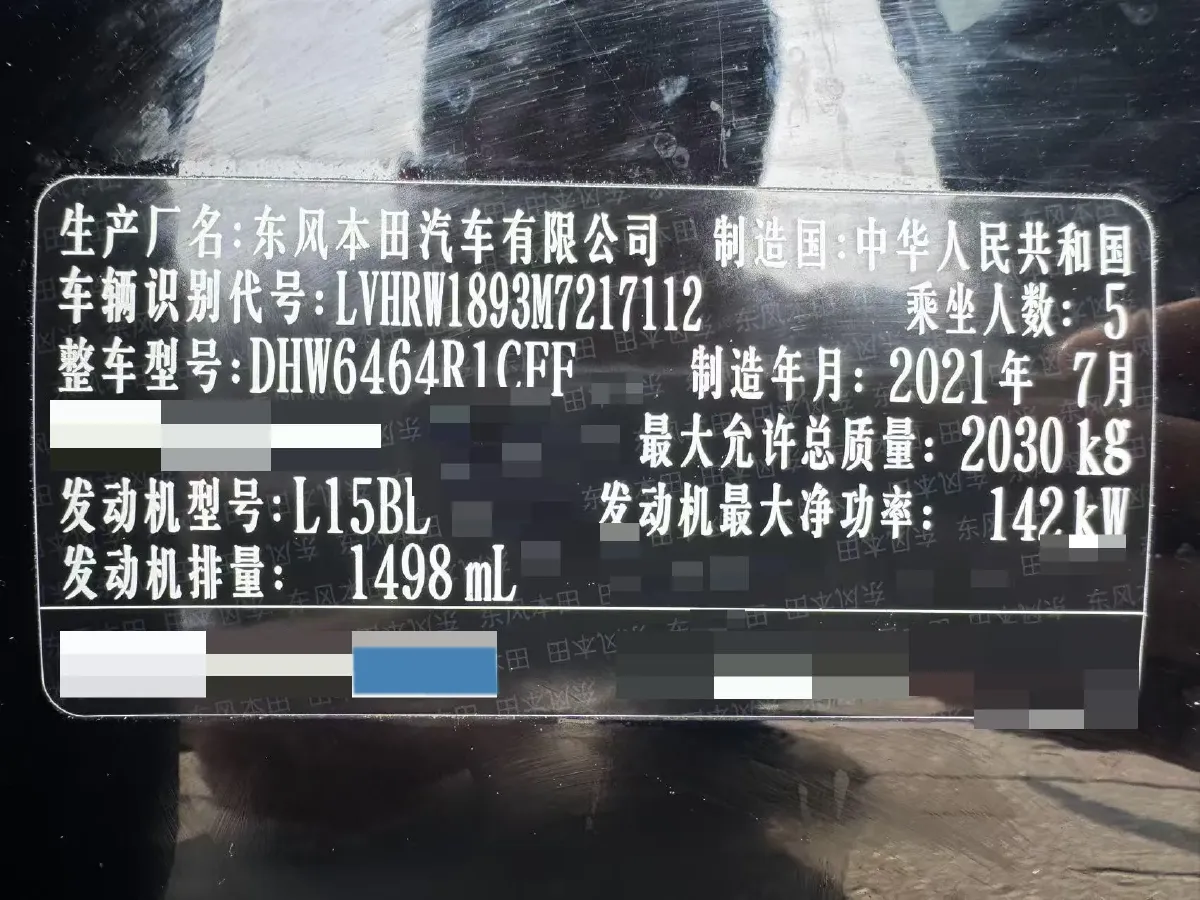 生产厂名:东风本田汽车有限公司 制造国:中华人民共和国
车辆识别代号:LVHRW1893M7217112 乘坐人数: 5
整车型号:DHW6464R1CFF 制造年月: 2021年 7月
最大允许总质量: 2030 kg
发动机型号:L15BL 发动机最大净功率: 142 kW
发动机排量: 1498 mL